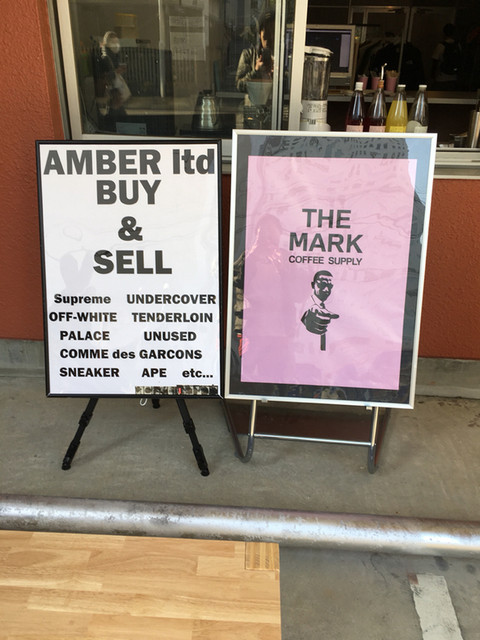 AMBER ltd
BUY
&
SELL
Supreme UNDERCOVER
OFF-WHITE TENDERLOIN
PALACE UNUSED
COMME des GARCONS
SNEAKER APE etc...
THE
MARK
COFFEE SUPPLY